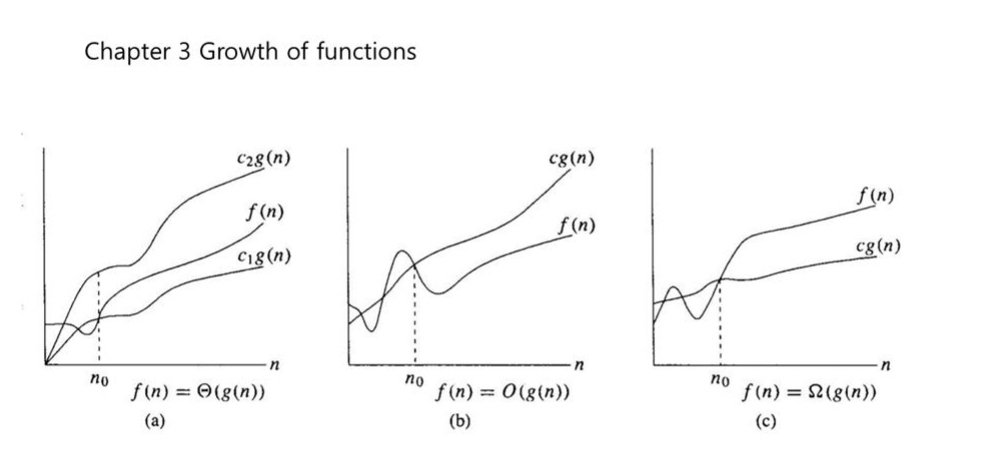 Chapter 3 Growth of functions
c₂g(n)
f(n)
c₁g(n)
n
n₀
f(n) = Θ(g(n))
(a)
cg(n)
f(n)
n
n₀
f(n) = O(g(n))
(b)
f(n)
cg(n)
n
n₀
f(n) = Ω(g(n))
(c)